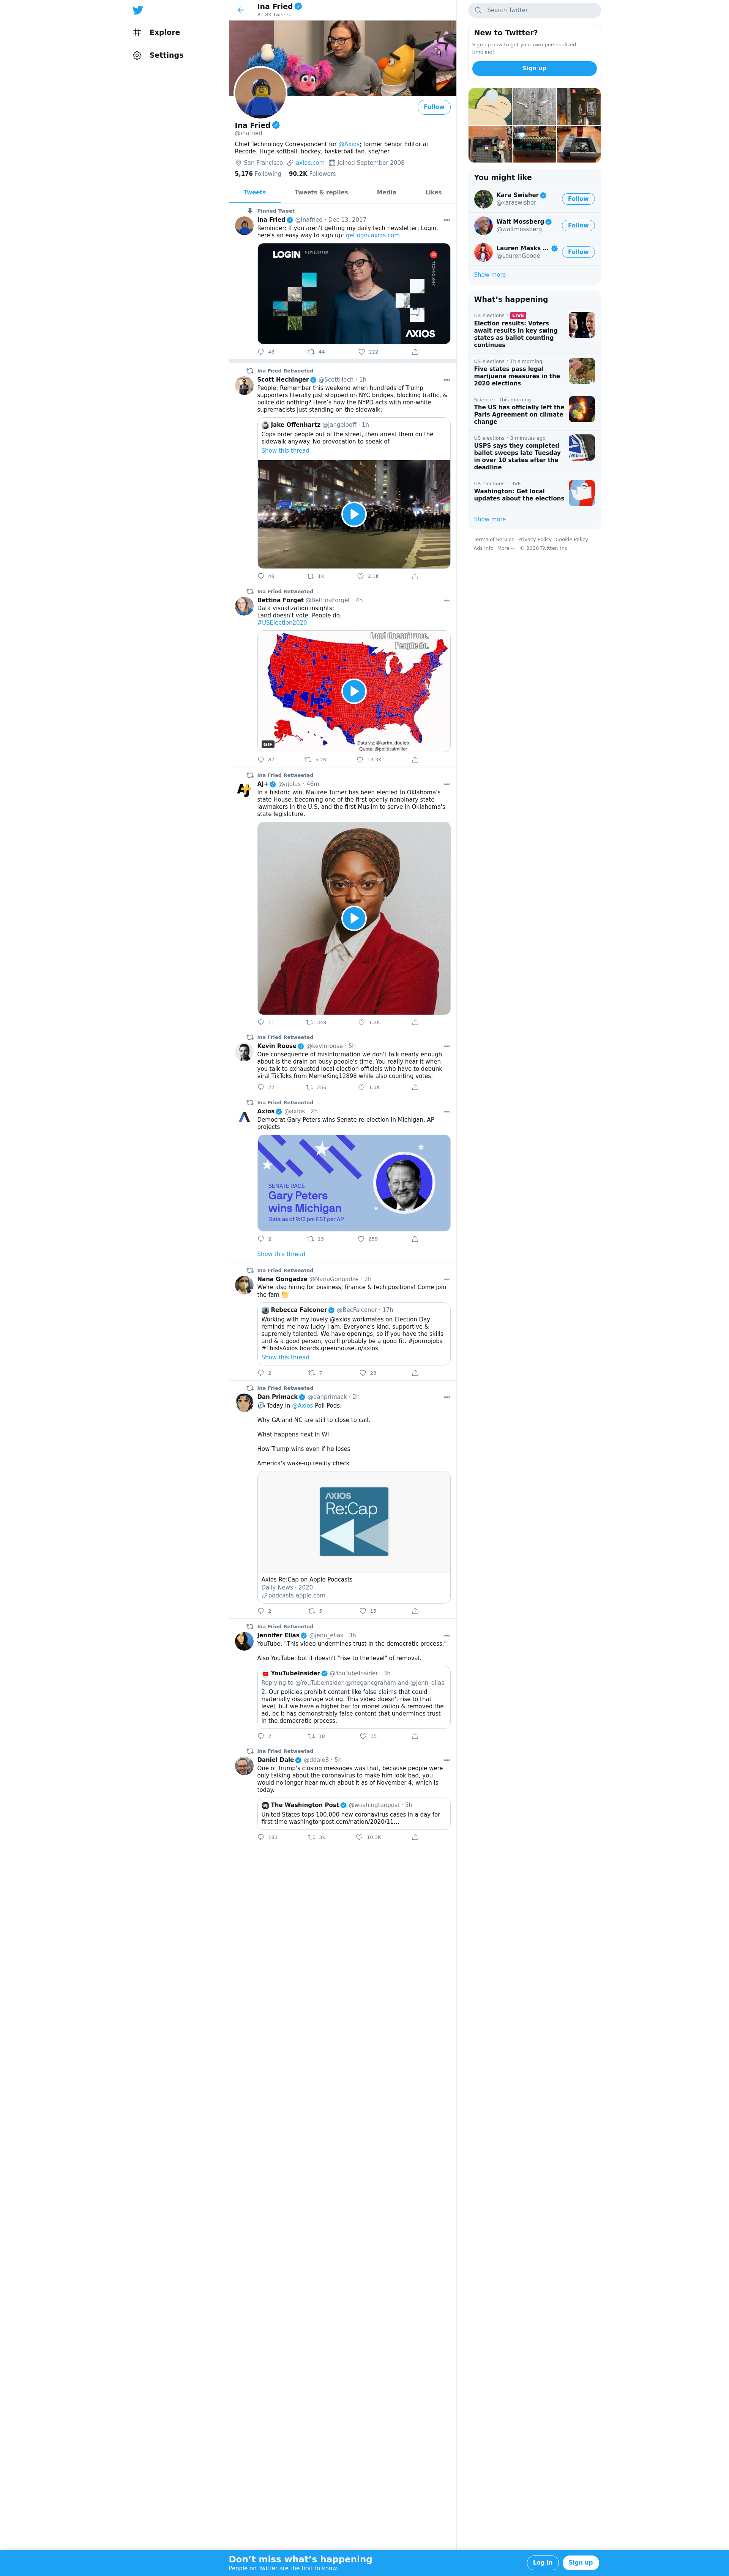 Explore
Settings
Ina Fried
81.8K Tweets
Follow
Ina Fried
@inafried
Chief Technology Correspondent for @Axios; former Senior Editor at
Recode. Huge softball, hockey, basketball fan. she/her
San Francisco axios.com Joined September 2008
5,176 Following 90.2K Followers
Tweets Tweets & replies Media Likes
Pinned Tweet
Ina Fried @inafried · Dec 13, 2017
Reminder: If you aren't getting my daily tech newsletter, Login,
here's an easy way to sign up: getlogin.axios.com
LOGIN NEWSLETTER
TECHNOLOGY
AXIOS
48 44 222
Ina Fried Retweeted
Scott Hechinger @ScottHech · 1h
People: Remember this weekend when hundreds of Trump
supporters literally just stopped on NYC bridges, blocking traffic, &
police did nothing? Here's how the NYPD acts with non-white
supremacists just standing on the sidewalk:
Jake Offenhartz @jangelooff · 1h
Cops order people out of the street, then arrest them on the
sidewalk anyway. No provocation to speak of.
Show this thread
48 1K 2.1K
Ina Fried Retweeted
Bettina Forget @BettinaForget · 4h
Data visualization insights:
Land doesn't vote. People do.
#USElection2020
Land doesn't vote.
People do.
GIF
Data viz: @karim_douieb
Quote: @politicalmiller
87 5.2K 13.3K
Ina Fried Retweeted
AJ+ @ajplus · 46m
In a historic win, Mauree Turner has been elected to Oklahoma's
state House, becoming one of the first openly nonbinary state
lawmakers in the U.S. and the first Muslim to serve in Oklahoma's
state legislature.
11 348 1.2K
Ina Fried Retweeted
Kevin Roose @kevinroose · 5h
One consequence of misinformation we don't talk nearly enough
about is the drain on busy people's time. You really hear it when
you talk to exhausted local election officials who have to debunk
viral TikToks from MemeKing12898 while also counting votes.
22 256 1.5K
Ina Fried Retweeted
Axios @axios · 2h
Democrat Gary Peters wins Senate re-election in Michigan, AP
projects
SENATE RACE
Gary Peters
wins Michigan
Data as of 9:12 pm EST per AP
2 13 259
Show this thread
Ina Fried Retweeted
Nana Gongadze @NanaGongadze · 2h
We're also hiring for business, finance & tech positions! Come join
the fam
Rebecca Falconer @BecFalconer · 17h
Working with my lovely @axios workmates on Election Day
reminds me how lucky I am. Everyone's kind, supportive &
supremely talented. We have openings, so if you have the skills
and & a good person, you'll probably be a good fit. #journojobs
#ThisIsAxios boards.greenhouse.io/axios
Show this thread
2 7 28
Ina Fried Retweeted
Dan Primack @danprimack · 2h
Today in @Axios Poll Pods:
Why GA and NC are still to close to call.
What happens next in WI
How Trump wins even if he loses
America's wake-up reality check
AXIOS
Re:Cap
Axios Re:Cap on Apple Podcasts
Daily News · 2020
podcasts.apple.com
2 5 15
Ina Fried Retweeted
Jennifer Elias @jenn_elias · 3h
YouTube: "This video undermines trust in the democratic process."
Also YouTube: but it doesn't "rise to the level" of removal.
YouTubeInsider @YouTubeInsider · 3h
Replying to @YouTubeInsider @megancgraham and @jenn_elias
2. Our policies prohibit content like false claims that could
materially discourage voting. This video doesn't rise to that
level, but we have a higher bar for monetization & removed the
ad, bc it has demonstrably false content that undermines trust
in the democratic process.
2 18 35
Ina Fried Retweeted
Daniel Dale @ddale8 · 5h
One of Trump's closing messages was that, because people were
only talking about the coronavirus to make him look bad, you
would no longer hear much about it as of November 4, which is
today.
The Washington Post @washingtonpost · 5h
United States tops 100,000 new coronavirus cases in a day for
first time washingtonpost.com/nation/2020/11...
183 3K 10.3K
Search Twitter
New to Twitter?
Sign up now to get your own personalized
timeline!
Sign up
You might like
Kara Swisher
@karaswisher
Follow
Walt Mossberg
@waltmossberg
Follow
Lauren Masks ...
@LaurenGoode
Follow
Show more
What's happening
US elections · LIVE
Election results: Voters
await results in key swing
states as ballot counting
continues
US elections · This morning
Five states pass legal
marijuana measures in the
2020 elections
Science · This morning
The US has officially left the
Paris Agreement on climate
change
US elections · 8 minutes ago
USPS says they completed
ballot sweeps late Tuesday
in over 10 states after the
deadline
US elections · LIVE
Washington: Get local
updates about the elections
Show more
Terms of Service Privacy Policy Cookie Policy
Ads info More © 2020 Twitter, Inc.
Don't miss what's happening
People on Twitter are the first to know.
Log in Sign up